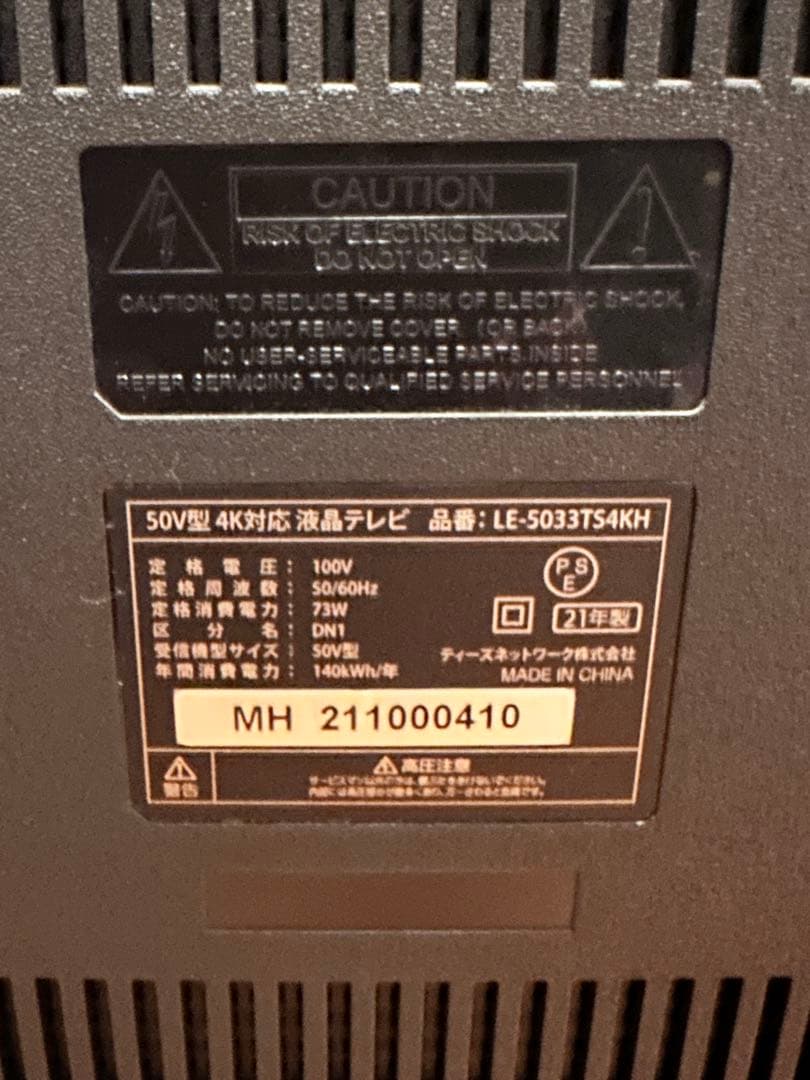 CAUTION
RISK OF ELECTRIC SHOCK
DO NOT OPEN
CAUTION: TO REDUCE THE RISK OF ELECTRIC SHOCK,
DO NOT REMOVE COVER (OR BACK)
NO USER-SERVICEABLE PARTS INSIDE
REFER SERVICING TO QUALIFIED SERVICE PERSONNEL
50V型 4K対応 液晶テレビ 品番：LE-5033TS4KH
定格電圧：100V
定格周波数：50/60Hz
定格消費電力：73W
区分名：DN1
受信機型サイズ：50V型
年間消費電力：140kWh/年
PSE
21年製
ティーズネットワーク株式会社
MADE IN CHINA
MH 211000410
警告
高圧注意